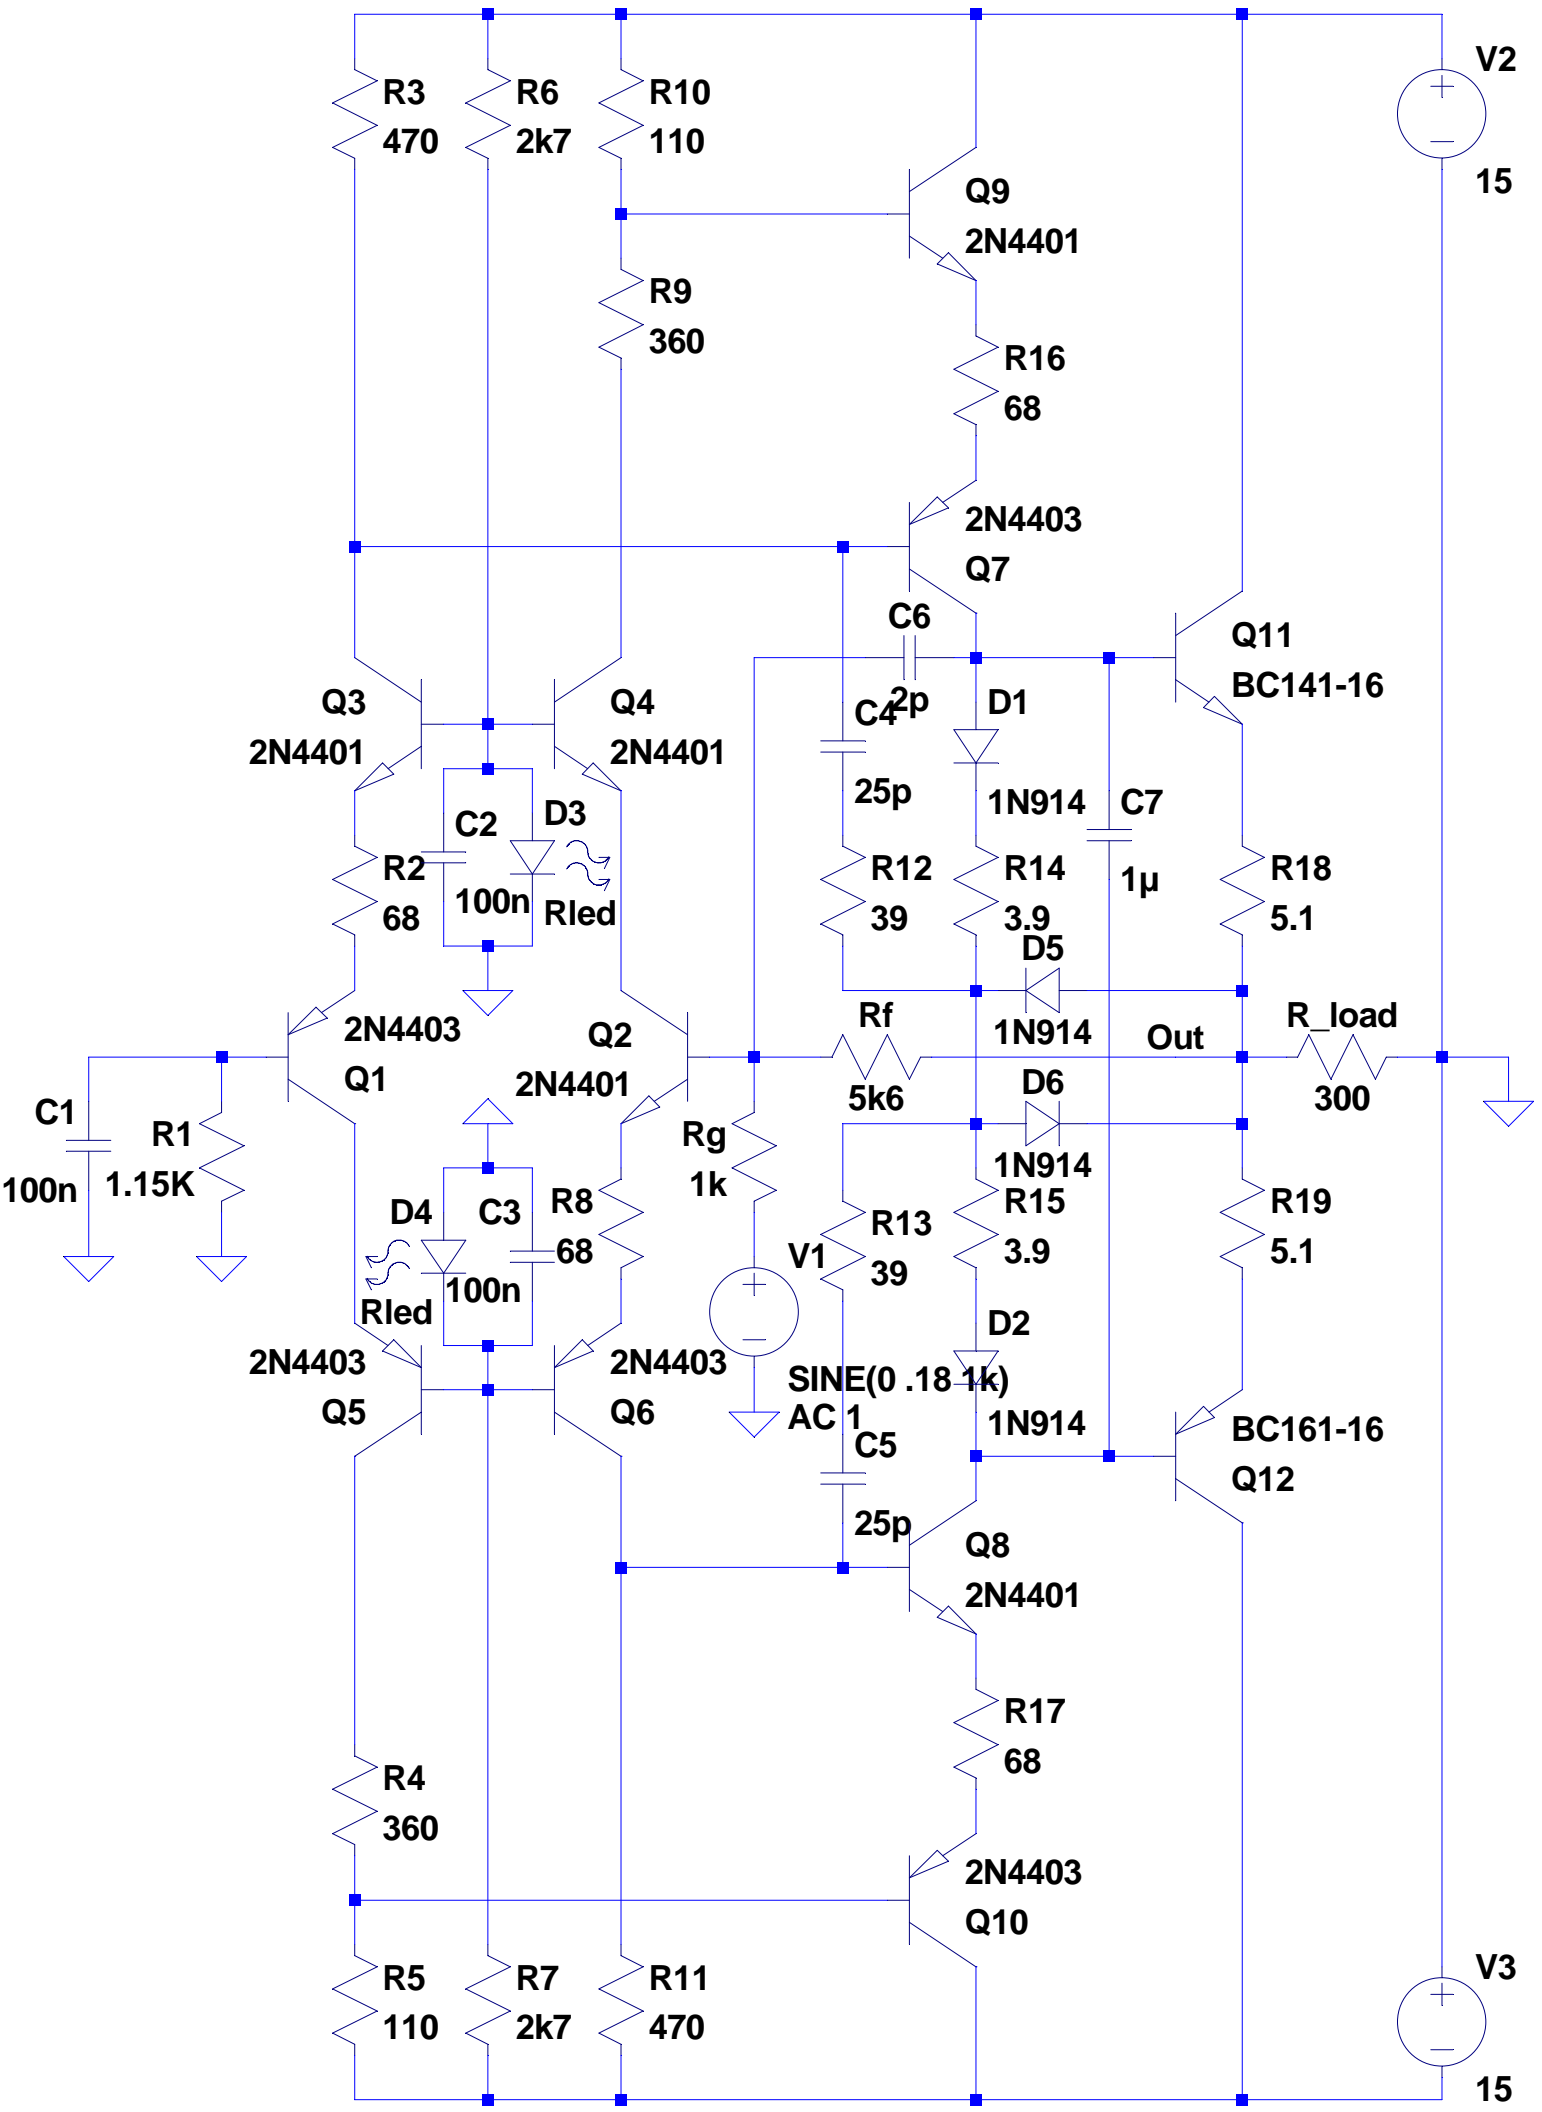 V2
15
R3
470
R6
2k7
R10
110
Q9
2N4401
R9
360
R16
68
2N4403
Q7
C6
2p
Q11
BC141-16
Q3
2N4401
Q4
2N4401
C4
25p
D1
1N914
C7
1µ
C2
100n
D3
Rled
R2
68
R12
39
R14
3.9
R18
5.1
D5
1N914
2N4403
Q1
Q2
2N4401
Rf
5k6
Out
R_load
300
D6
1N914
C1
100n
R1
1.15K
Rg
1k
D4
Rled
C3
100n
R8
68
V1
SINE(0 .18 1k)
AC 1
R13
39
R15
3.9
R19
5.1
D2
1N914
2N4403
Q5
2N4403
Q6
C5
25p
BC161-16
Q12
Q8
2N4401
R17
68
R4
360
2N4403
Q10
R5
110
R7
2k7
R11
470
V3
15